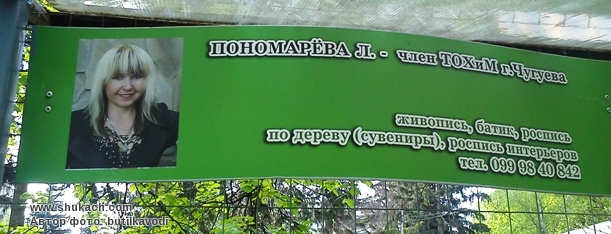 ПОНОМАРЁВА Л. - член ТОХиМ г.Чугуева
живопись, батик, роспись
по дереву (сувениры), роспись интерьеров
тел. 099 98 40 842
www.shukach.com
Автор фото: butilkavodi